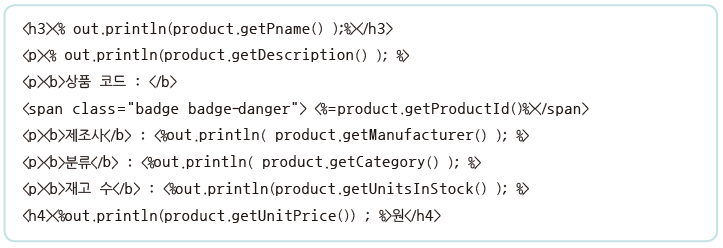 <h3><% out.println(product.getPname() );%></h3>
<p><% out.println(product.getDescription() ); %>
<p><b>상품 코드 : </b>
<span class="badge badge-danger"> <%=product.getProductId()%></span>
<p><b>제조사</b> : <%out.println( product.getManufacturer() ); %>
<p><b>분류</b> : <%out.println( product.getCategory() ); %>
<p><b>재고 수</b> : <%out.println(product.getUnitsInStock() ); %>
<h4><%out.println(product.getUnitPrice()) ; %>원</h4>